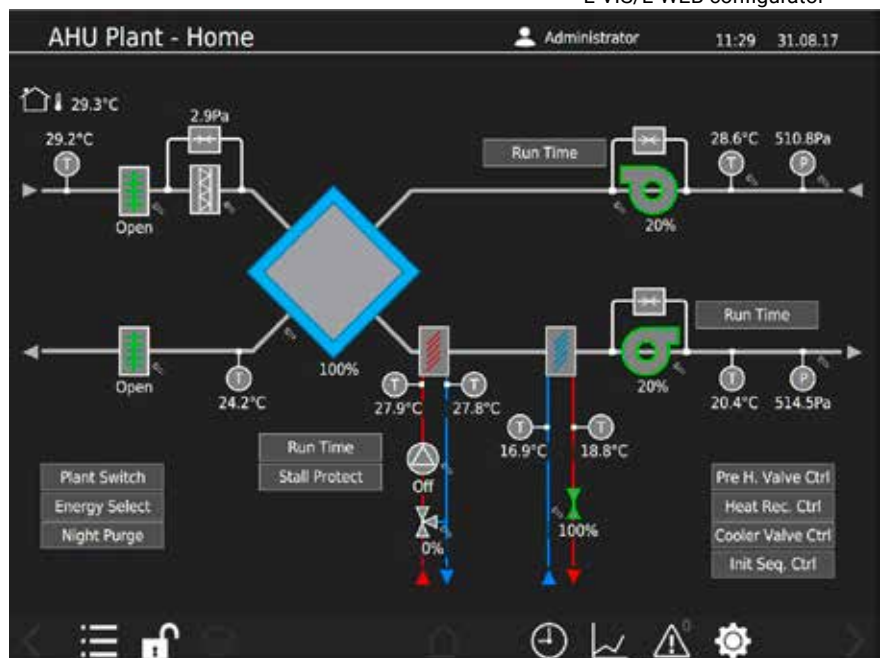 E-VIS/E-WEB configurator
AHU Plant - Home
Administrator
11:29 31.08.17
29.3°C
29.2°C
T
2.9Pa
Open
Run Time
20%
28.6°C
T
510.8Pa
P
Open
T
24.2°C
100%
T
27.9°C
T
27.8°C
T
16.9°C
T
18.8°C
20%
Run Time
T
20.4°C
P
514.5Pa
Run Time
Stall Protect
Off
0%
100%
Plant Switch
Energy Select
Night Purge
Pre H. Valve Ctrl
Heat Rec. Ctrl
Cooler Valve Ctrl
Init Seq. Ctrl
0